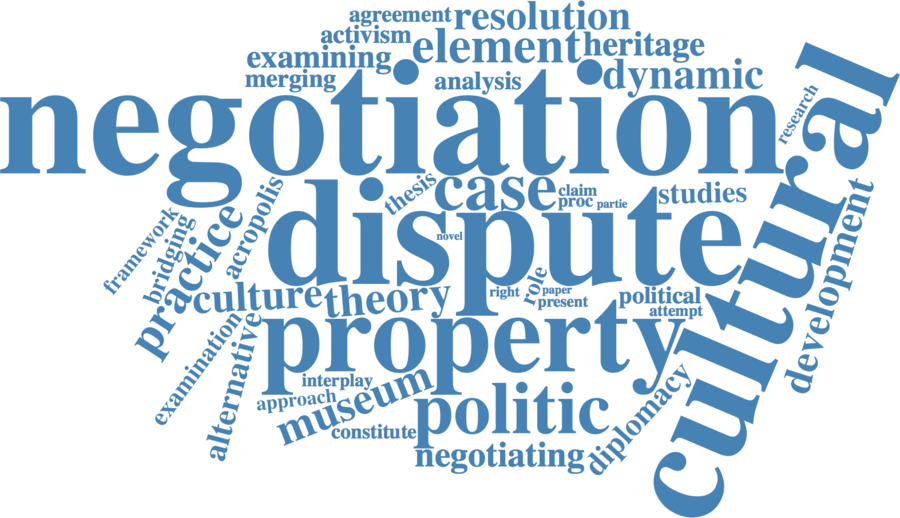 agreement resolution
activism
examining element heritage
merging analysis dynamic
negotiation
research
cultural
thesis case claim studies
proc partie
dispute
novel
acropolis
practice
bridging
framework
development
culture theory right role paper political
present attempt
property
examination
alternative
interplay
approach museum
constitute politic
negotiating diplomacy